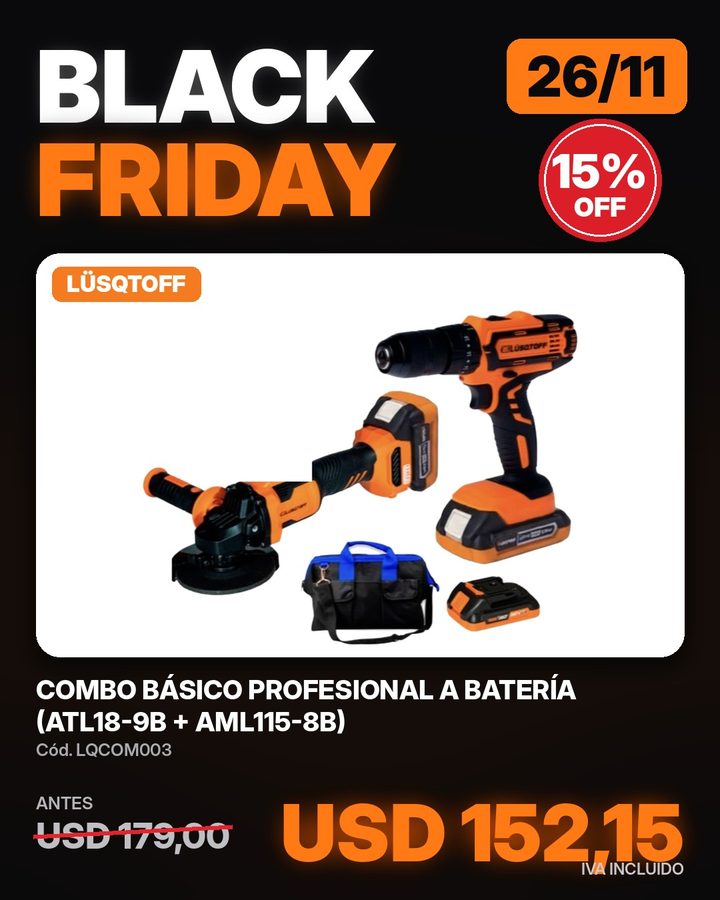 BLACK
FRIDAY
26/11
15%
OFF
LÜSQTOFF
LÜSQTOFF
COMBO BÁSICO PROFESIONAL A BATERÍA
(ATL18-9B + AML115-8B)
Cód. LQCOM003
ANTES
USD 179,00
USD 152,15
IVA INCLUIDO